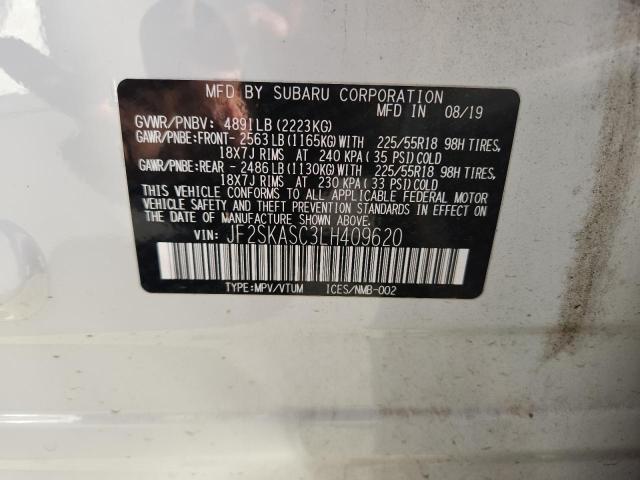 MFD BY SUBARU CORPORATION
MFD IN 08/19
GVWR/PNBV: 4891LB (2223KG)
GAWR/PNBE:FRONT-2563LB(1165KG)WITH 225/55R18 98H TIRES,
18X7J RIMS AT 240 KPA (35 PSI)COLD
GAWR/PNBE:REAR - 2486LB(1130KG)WITH 225/55R18 98H TIRES,
18X7J RIMS AT 230 KPA (33 PSI)COLD
THIS VEHICLE CONFORMS TO ALL APPLICABLE FEDERAL MOTOR
VEHICLE SAFETY, BUMPER, AND THEFT PREVENTION STANDARDS IN EFFECT
ON THE DATE OF MANUFACTURE SHOWN ABOVE.
VIN: JF2SKASC3LH409620
TYPE:MPV/VTUM ICES/NMB-002